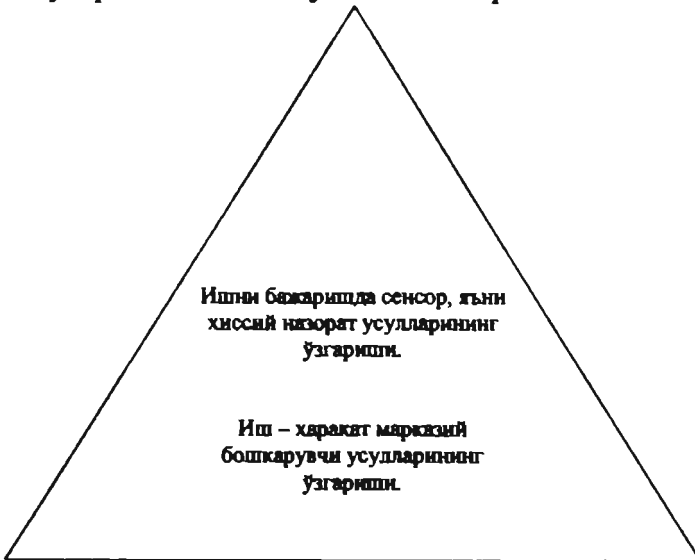 Ишни бажаришда сенсор, яъни
хиссий назорат усулларининг
ўзгариши.
Иш – харакат марказий
бошкарувчи усулларининг
ўзгариши.